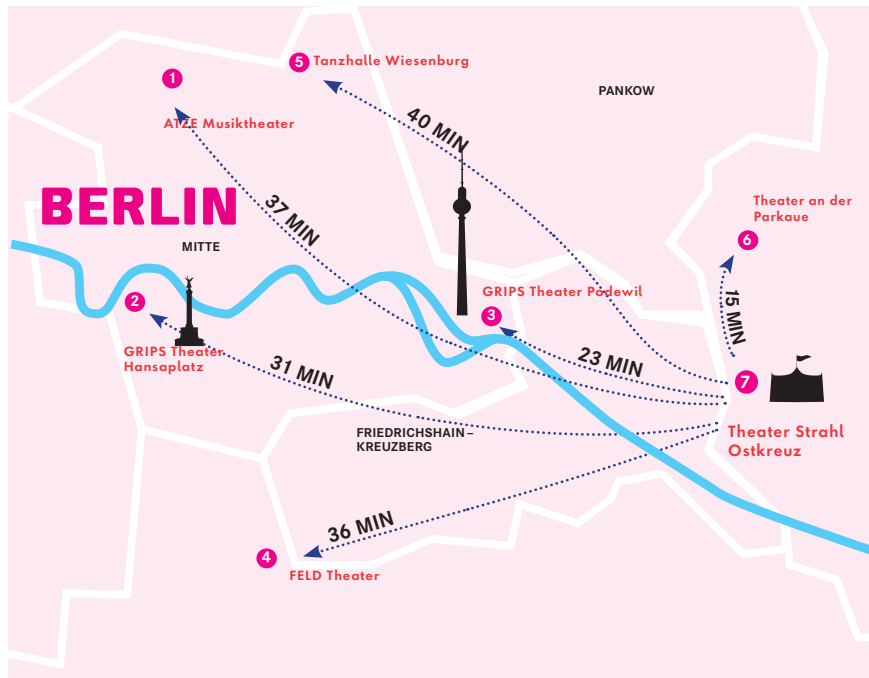 5 Tanzhalle Wiesenburg
1
PANKOW
40 MIN
ATZE Musiktheater
BERLIN
37 MIN
Theater an der
Parkaue
6
MITTE
GRIPS Theater Podewil
2
3
15 MIN
GRIPS Theater
Hansaplatz
31 MIN
23 MIN
7
FRIEDRICHSHAIN–
KREUZBERG
Theater Strahl
Ostkreuz
36 MIN
4
FELD Theater